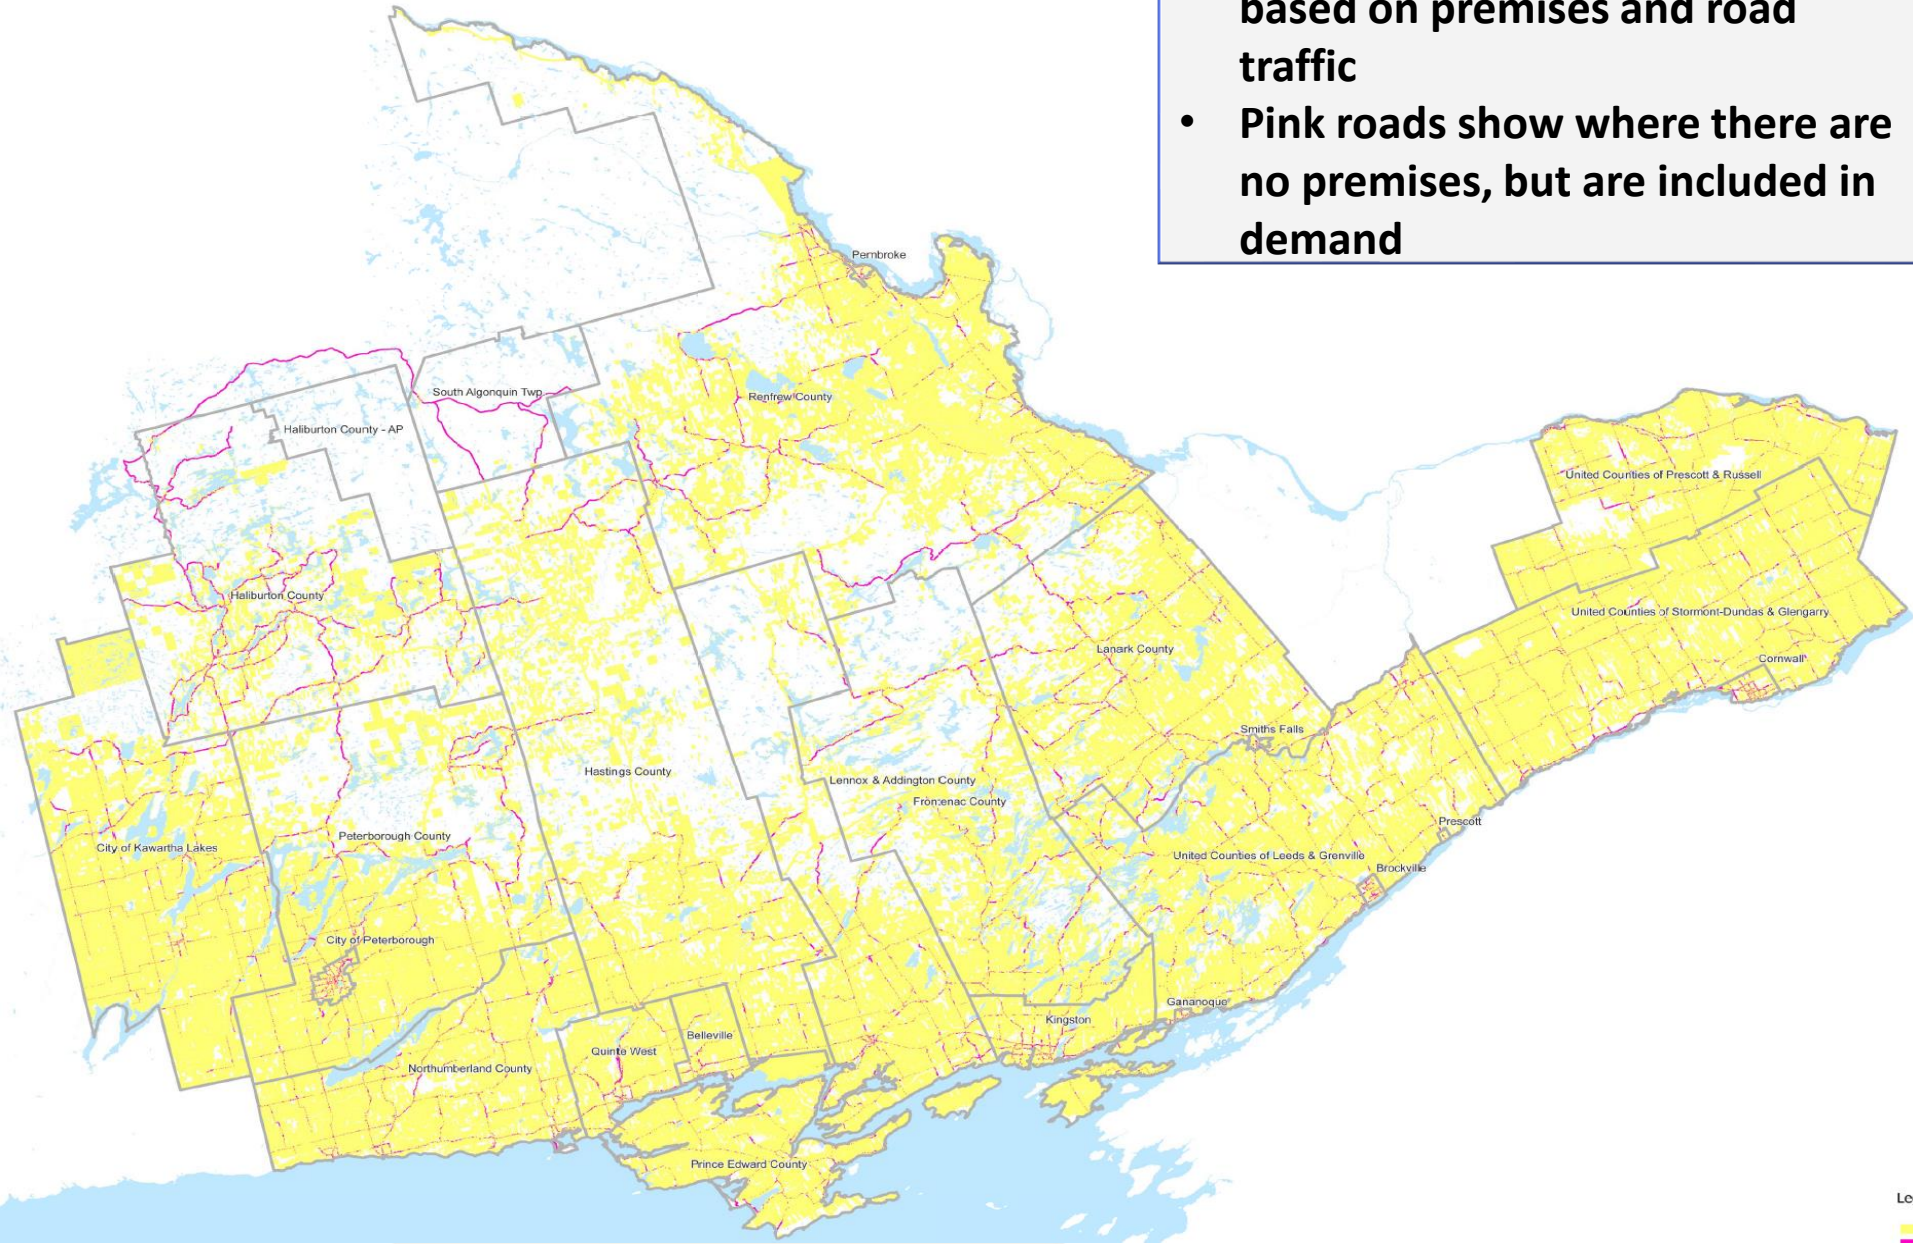 based on premises and road
traffic
• Pink roads show where there are
no premises, but are included in
demand
Pembroke
South Algonquin Twp
Renfrew County
Haliburton County - AP
United Counties of Prescott & Russell
Haliburton County
United Counties of Stormont-Dundas & Glengarry
Lanark County
Cornwall
Smiths Falls
Hastings County
Lennox & Addington County
Frontenac County
Prescott
Peterborough County
City of Kawartha Lakes
United Counties of Leeds & Grenville
Brockville
City of Peterborough
Gananoque
Kingston
Belleville
Quinte West
Northumberland County
Prince Edward County
Le